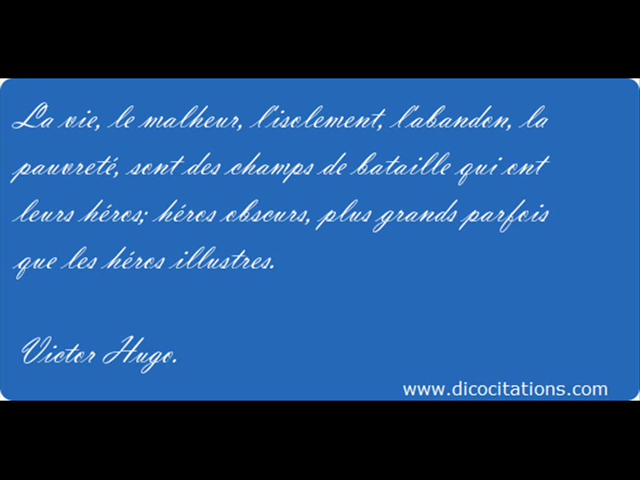 La vie, le malheur, l'isolement, l'abandon, la
pauvreté, sont des champs de bataille qui ont
leurs héros; héros obscurs, plus grands parfois
que les héros illustres.
Victor Hugo.
www.dicocitations.com